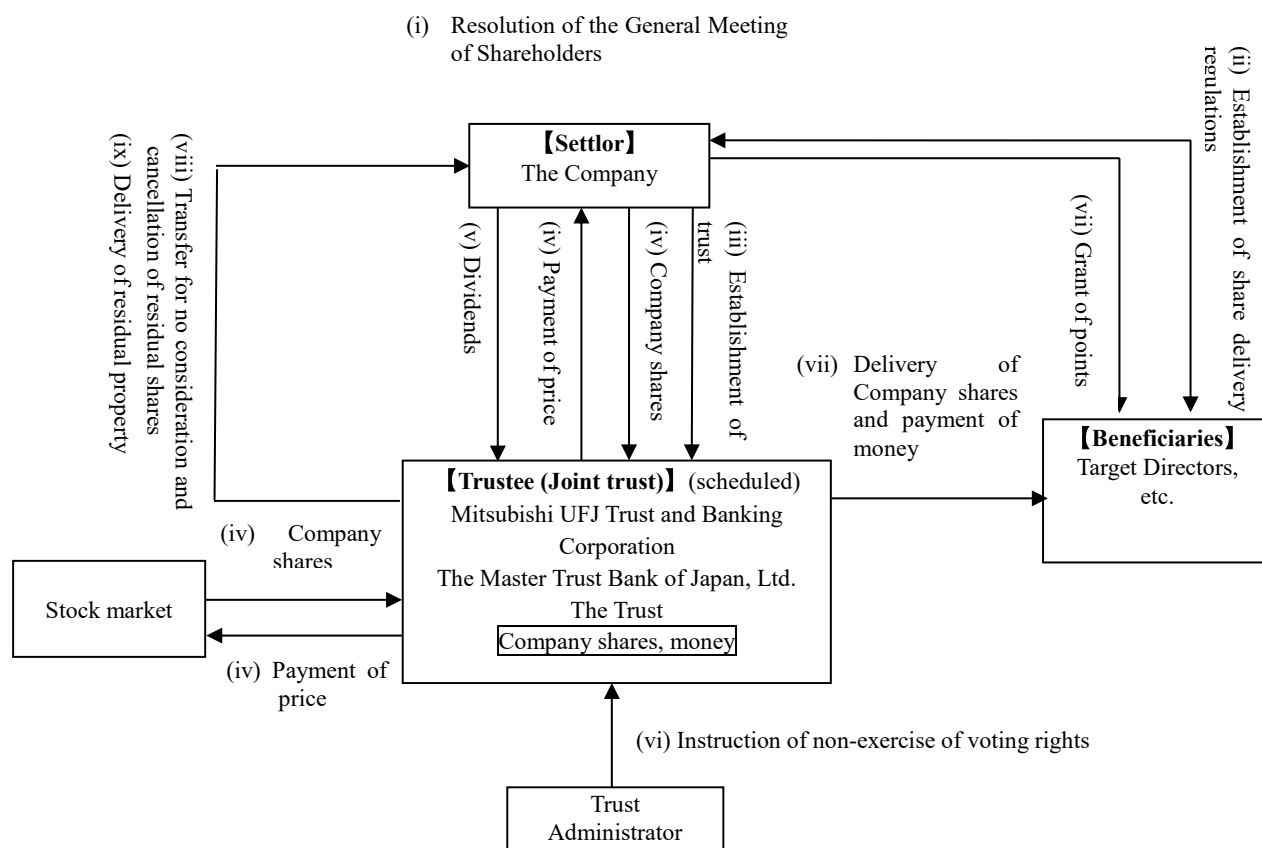 (i) Resolution of the General Meeting
of Shareholders
(ii) Establishment of share delivery
regulations
【Settlor】
The Company
(viii) Transfer for no consideration and
cancellation of residual shares
(ix) Delivery of residual property
(v) Dividends
(iv) Payment of price
(iv) Company shares
(iii) Establishment of
trust
(vii) Grant of points
(vii) Delivery of
Company shares
and payment of
money
【Beneficiaries】
Target Directors,
etc.
【Trustee (Joint trust)】 (scheduled)
Mitsubishi UFJ Trust and Banking
Corporation
The Master Trust Bank of Japan, Ltd.
The Trust
Company shares, money
(iv) Company
shares
Stock market
(iv) Payment of
price
(vi) Instruction of non-exercise of voting rights
Trust
Administrator